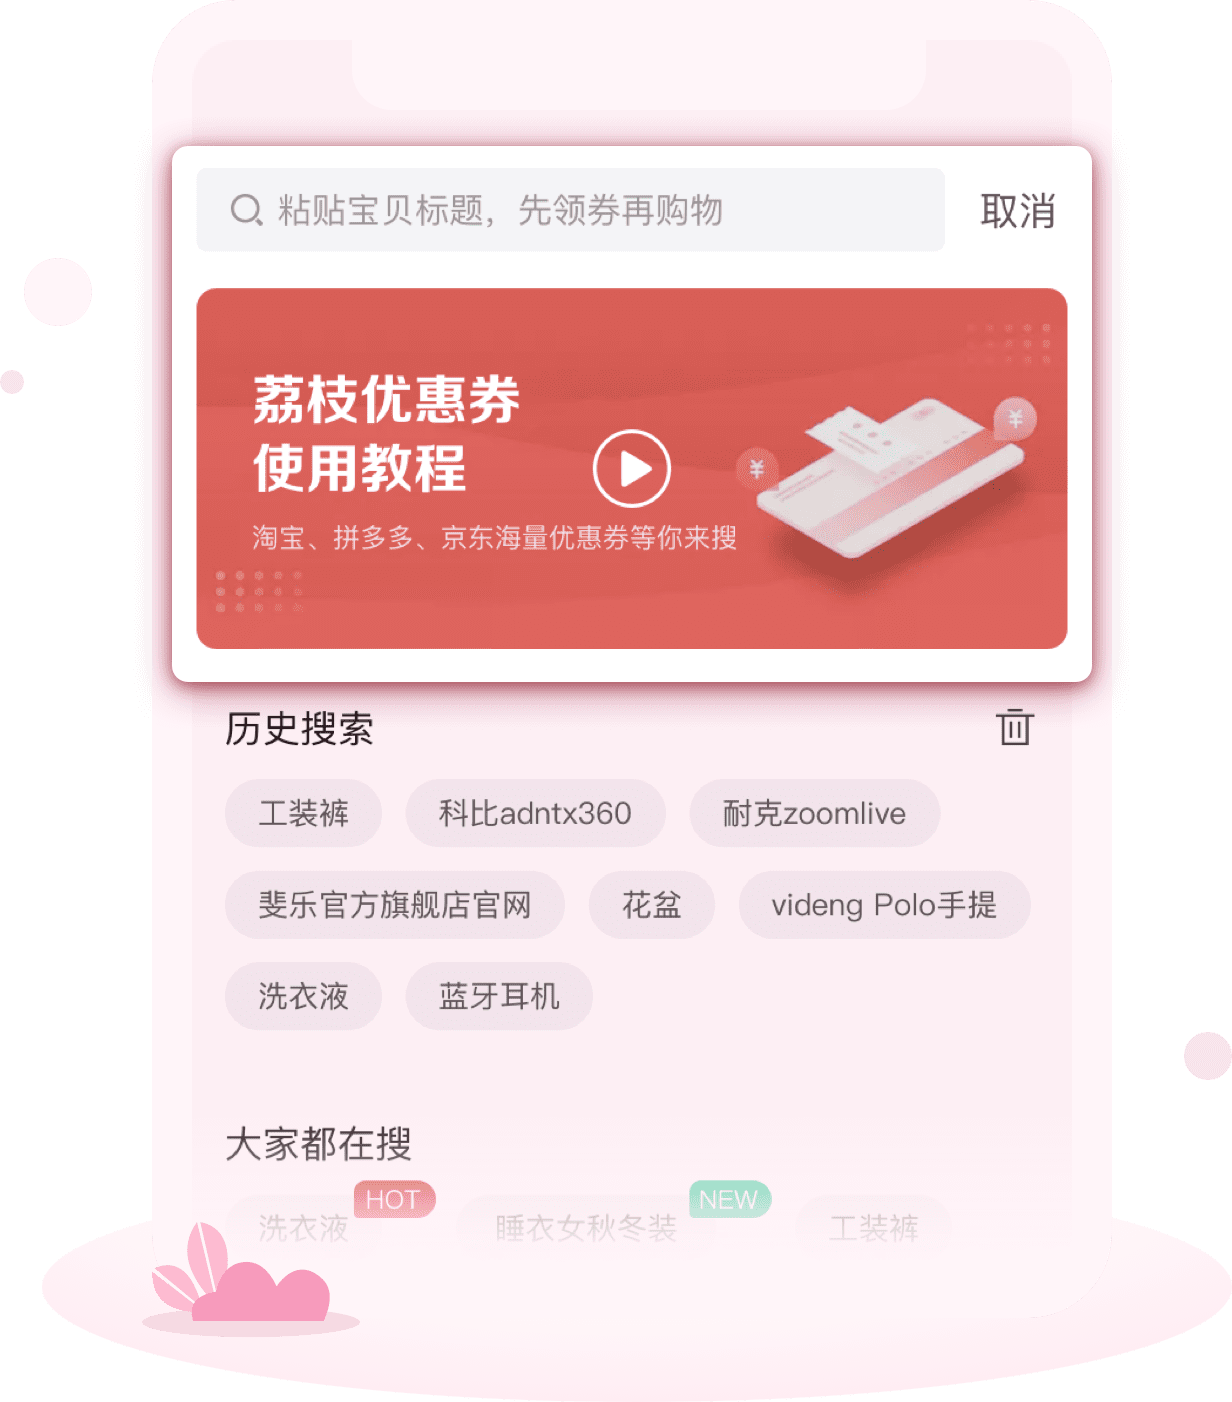 粘贴宝贝标题，先领券再购物 取消
荔枝优惠券
使用教程
淘宝、拼多多、京东海量优惠券等你来搜
¥
¥
历史搜索
工装裤 科比adntx360 耐克zoomlive
斐乐官方旗舰店官网 花盆 videng Polo手提
洗衣液 蓝牙耳机
大家都在搜
HOT NEW
洗衣液 睡衣女秋冬装 工装裤